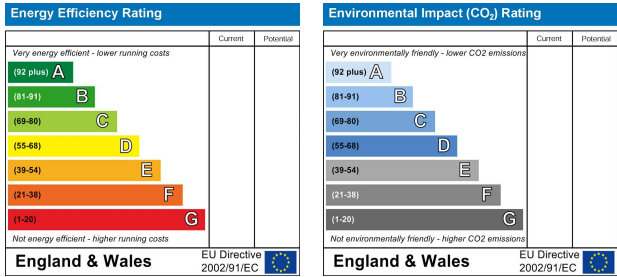 Energy Efficiency Rating
Current Potential
Very energy efficient - lower running costs
(92 plus) A
(81-91) B
(69-80) C
(55-68) D
(39-54) E
(21-38) F
(1-20) G
Not energy efficient - higher running costs
England & Wales
EU Directive
2002/91/EC
Environmental Impact (CO₂) Rating
Current Potential
Very environmentally friendly - lower CO2 emissions
(92 plus) A
(81-91) B
(69-80) C
(55-68) D
(39-54) E
(21-38) F
(1-20) G
Not environmentally friendly - higher CO2 emissions
England & Wales
EU Directive
2002/91/EC